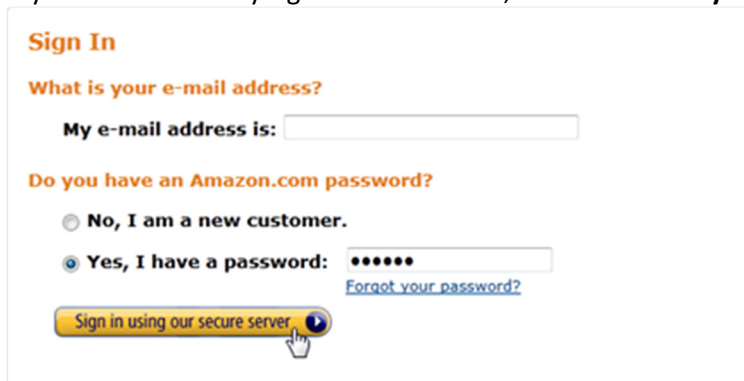 Sign In
What is your e-mail address?
My e-mail address is:
Do you have an Amazon.com password?
No, I am a new customer.
Yes, I have a password: ••••••
Forgot your password?
Sign in using our secure server